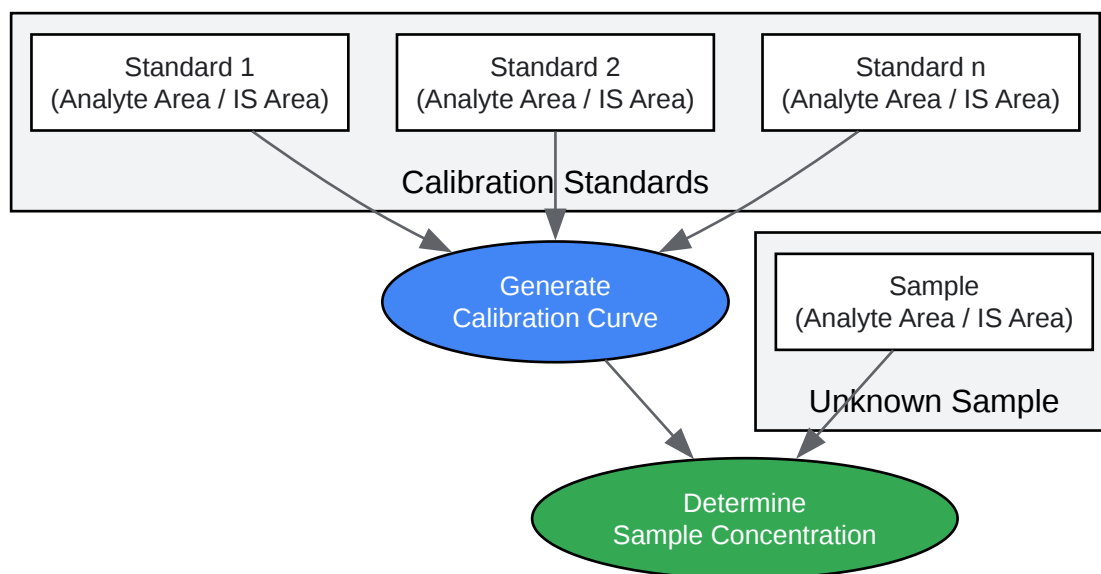 Standard 1
(Analyte Area / IS Area)
Standard 2
(Analyte Area / IS Area)
Standard n
(Analyte Area / IS Area)
Calibration Standards
Generate
Calibration Curve
Sample
(Analyte Area / IS Area)
Unknown Sample
Determine
Sample Concentration